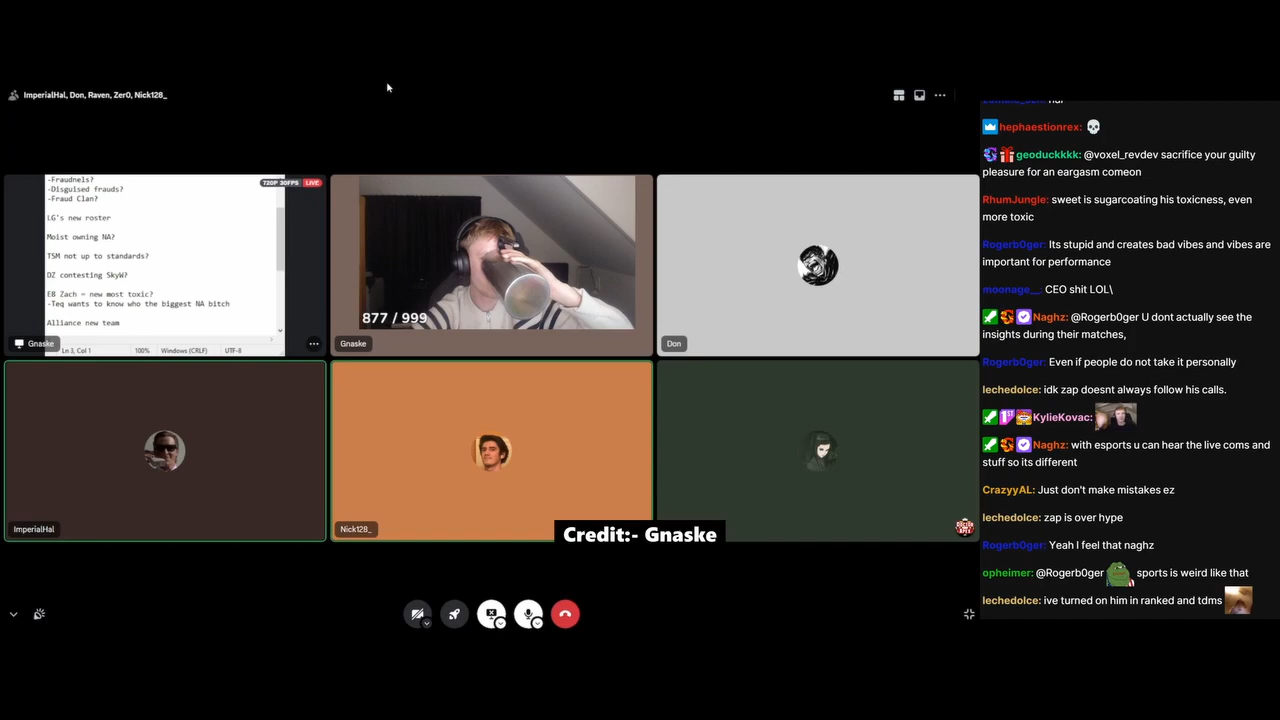 ImperialHal, Don, Raven, Zer0, Nick128_
-Fraudnels?
-Disguised frauds?
-Fraud Clan?
LG's new roster
Moist owning NA?
TSM not up to standards?
DZ contesting SkyW?
E8 Zach = new most toxic?
-Teq wants to know who the biggest NA bitch
Alliance new team
720P 30FPS LIVE
Gnaske
Ln 3, Col 1 100% Windows (CRLF) UTF-8
877 / 999
Gnaske
Don
ImperialHal
Nick128_
Credit:- Gnaske
hephaestionrex:
geoduckkkk: @voxel_revdev sacrifice your guilty
pleasure for an eargasm comeon
RhumJungle: sweet is sugarcoating his toxicness, even
more toxic
Rogerb0ger: Its stupid and creates bad vibes and vibes are
important for performance
moonage__: CEO shit LOL\
Naghz: @Rogerb0ger U dont actually see the
insights during their matches,
Rogerb0ger: Even if people do not take it personally
lechedolce: idk zap doesnt always follow his calls.
1ST KylieKovac:
Naghz: with esports u can hear the live coms and
stuff so its different
CrazyyAL: Just don't make mistakes ez
lechedolce: zap is over hype
Rogerb0ger: Yeah I feel that naghz
opheimer: @Rogerb0ger sports is weird like that
lechedolce: ive turned on him in ranked and tdms